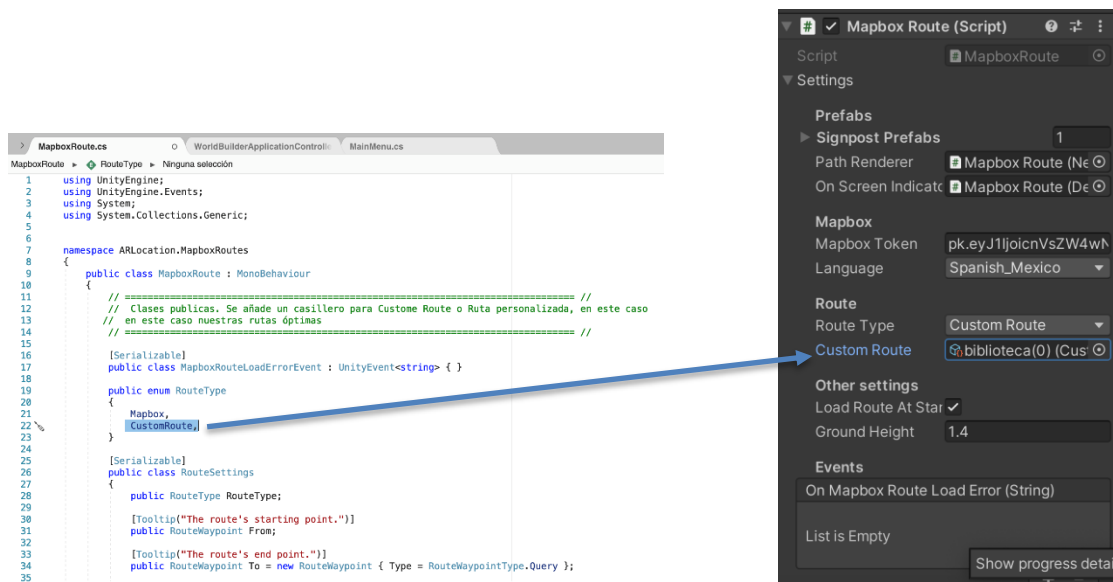 MapboxRoute.cs
WorldBuilderApplicationControlle
MainMenu.cs
MapboxRoute ▸ RouteType ▸ Ninguna selección
1 using UnityEngine;
2 using UnityEngine.Events;
3 using System;
4 using System.Collections.Generic;
5
6
7 namespace ARLocation.MapboxRoutes
8 {
9 public class MapboxRoute : MonoBehaviour
10 {
11 // ================================================================================ //
12 // Clases publicas. Se añade un casillero para Custome Route o Ruta personalizada, en este caso
13 // en este caso nuestras rutas óptimas
14 // ================================================================================ //
15
16 [Serializable]
17 public class MapboxRouteLoadErrorEvent : UnityEvent<string> { }
18
19 public enum RouteType
20 {
21 Mapbox,
22 CustomRoute,
23 }
24
25 [Serializable]
26 public class RouteSettings
27 {
28 public RouteType RouteType;
29
30 [Tooltip("The route's starting point.")]
31 public RouteWaypoint From;
32
33 [Tooltip("The route's end point.")]
34 public RouteWaypoint To = new RouteWaypoint { Type = RouteWaypointType.Query };
35
# Mapbox Route (Script)
Script # MapboxRoute
Settings
Prefabs
Signpost Prefabs 1
Path Renderer # Mapbox Route (Ne
On Screen Indicato # Mapbox Route (De
Mapbox
Mapbox Token pk.eyJ1IjoicnVsZW4wN
Language Spanish_Mexico
Route
Route Type Custom Route
Custom Route biblioteca(0) (Cus
Other settings
Load Route At Star
Ground Height 1.4
Events
On Mapbox Route Load Error (String)
List is Empty
Show progress detai